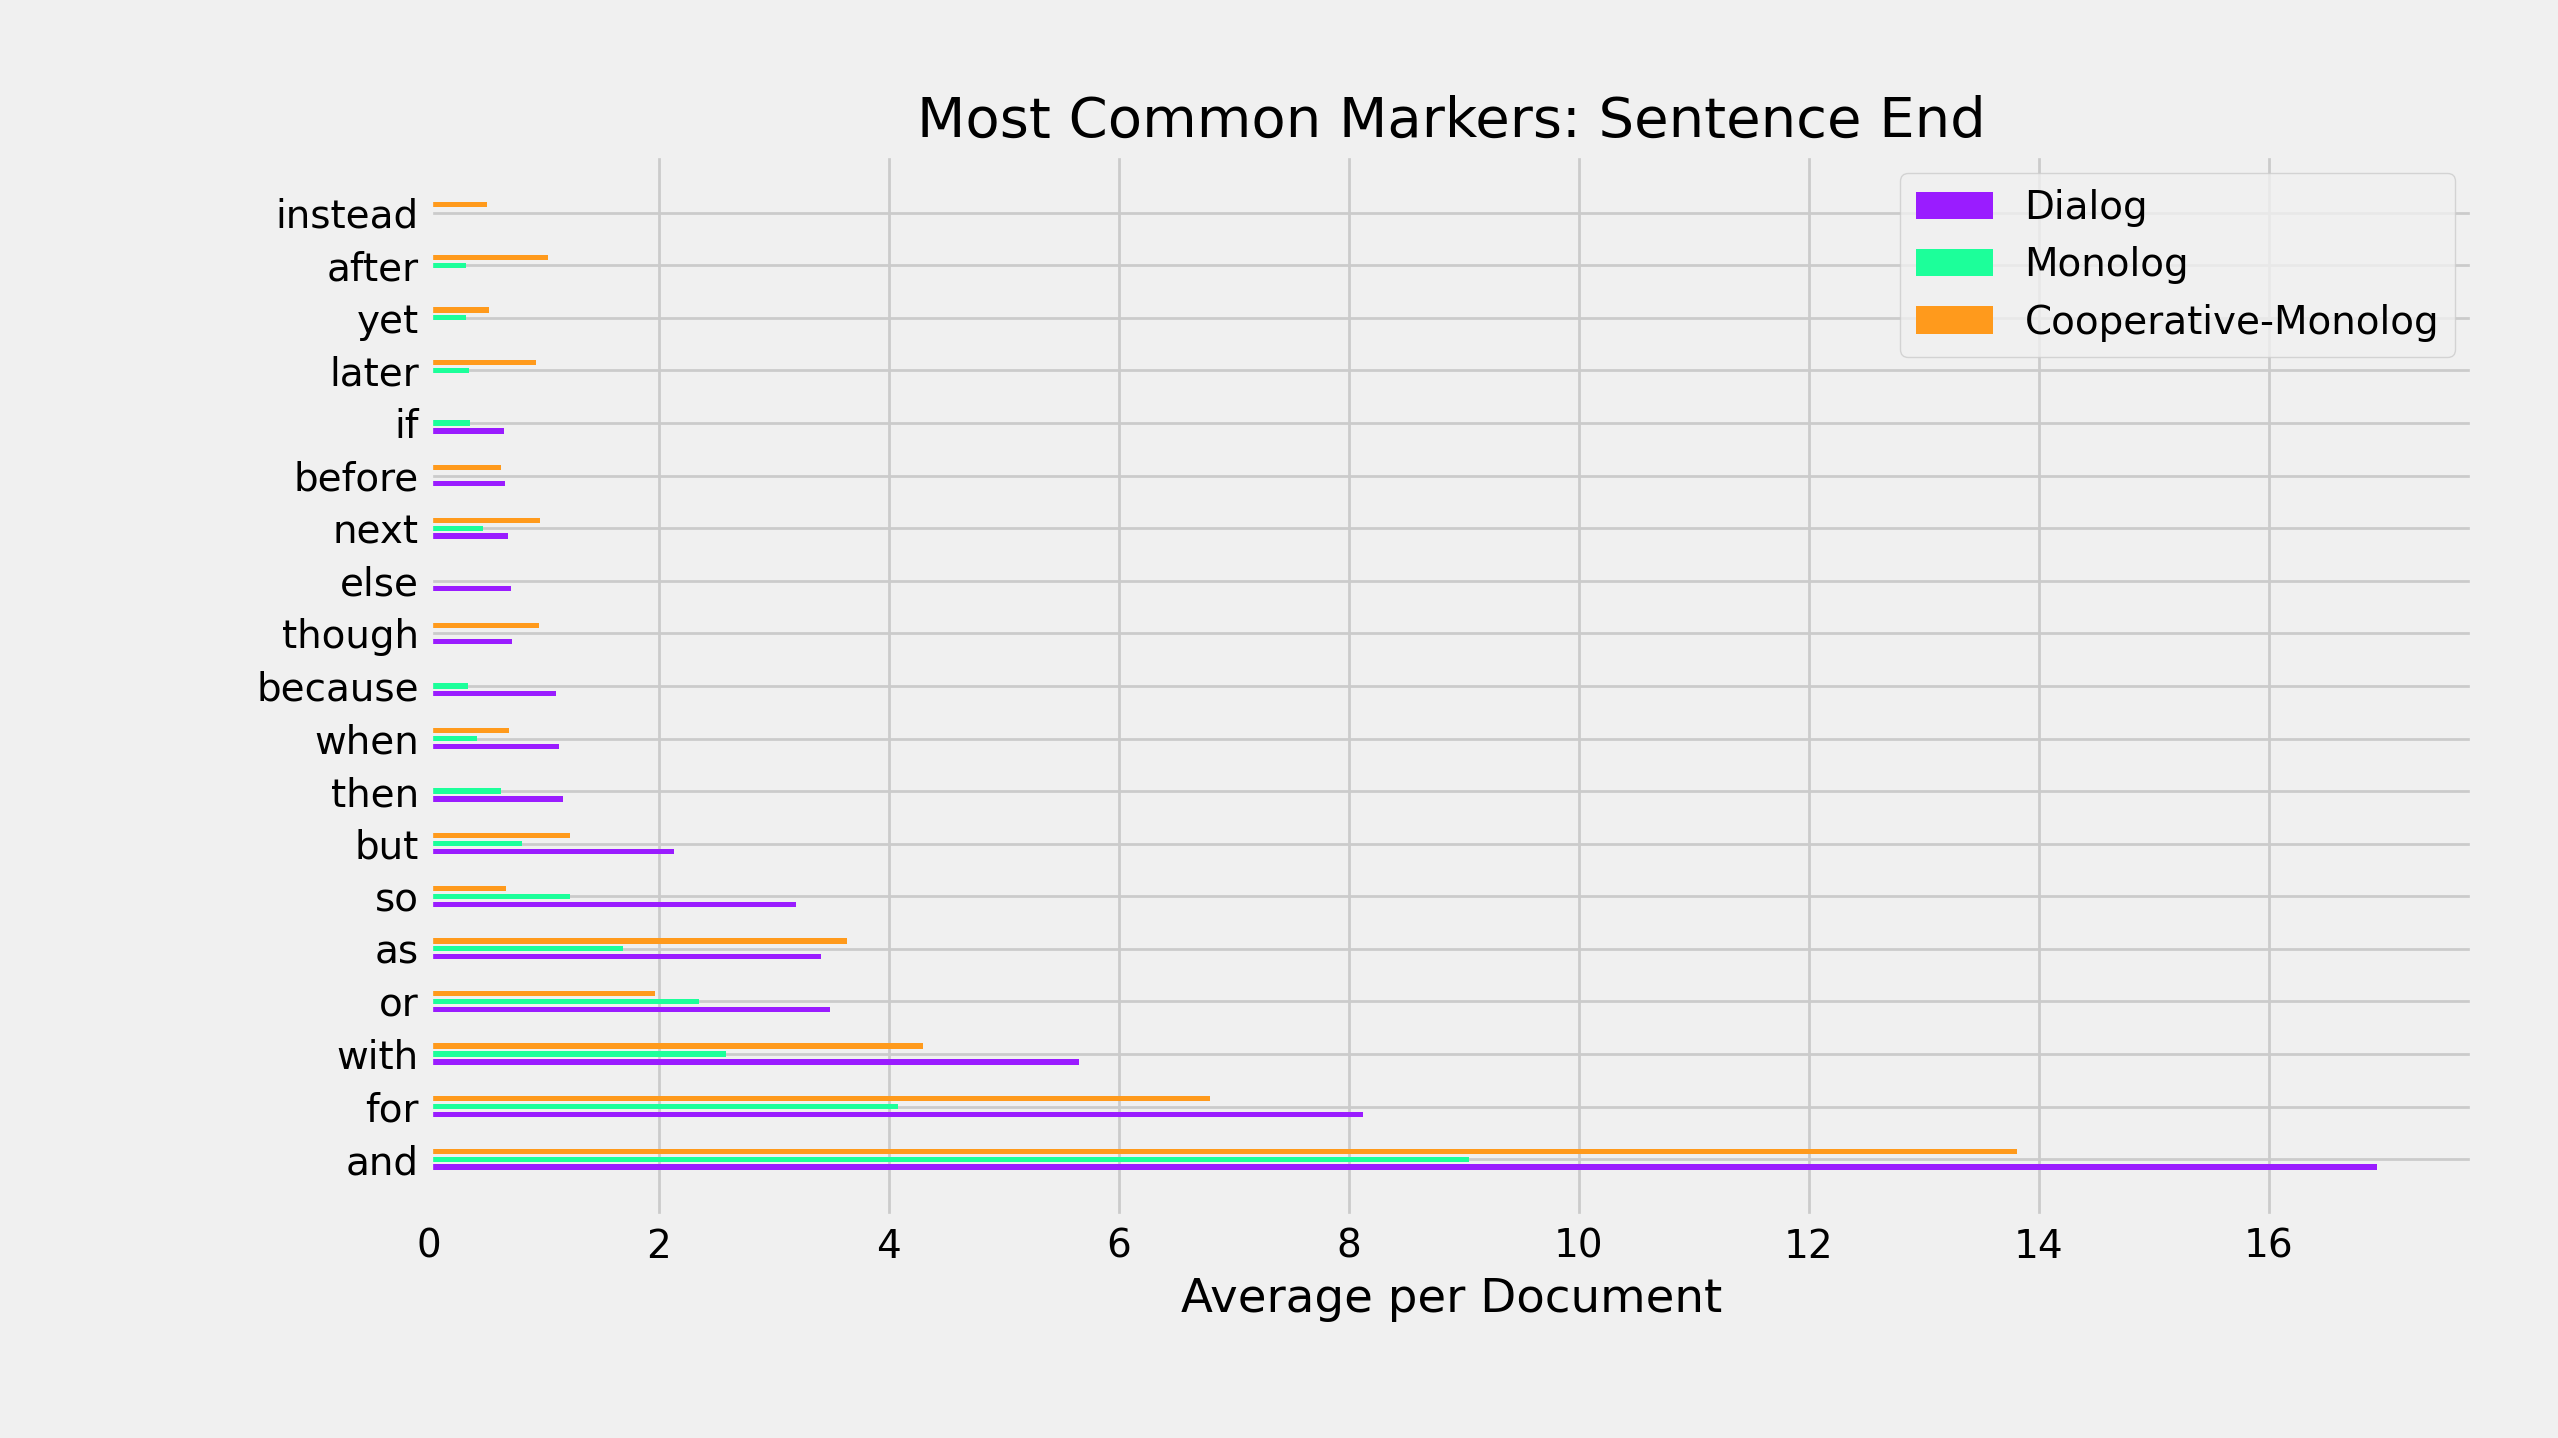 Most Common Markers: Sentence End
Dialog
Monolog
Cooperative-Monolog
instead
after
yet
later
if
before
next
else
though
because
when
then
but
so
as
or
with
for
and
0 2 4 6 8 10 12 14 16
Average per Document